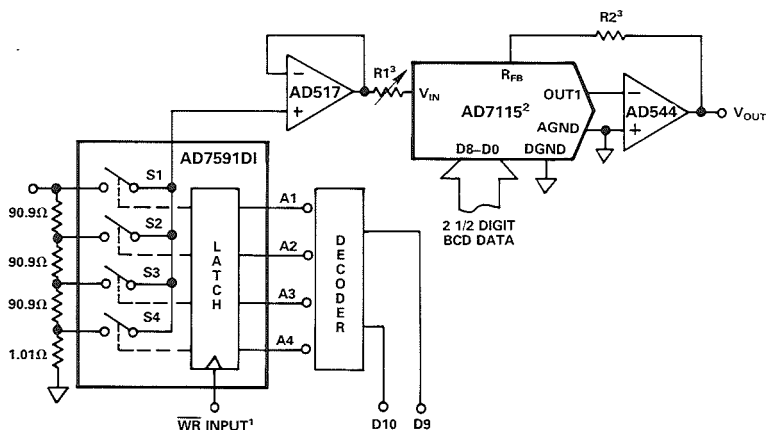 R2³
R1³
AD517
V_IN
R_FB
OUT1
AD7115²
AGND
D8–D0
DGND
AD544
V_OUT
AD7591DI
S1
S2
S3
S4
90.9Ω
90.9Ω
90.9Ω
1.01Ω
LATCH
A1
A2
A3
A4
DECODER
2 1/2 DIGIT
BCD DATA
W̅R̅ INPUT¹
D10
D9